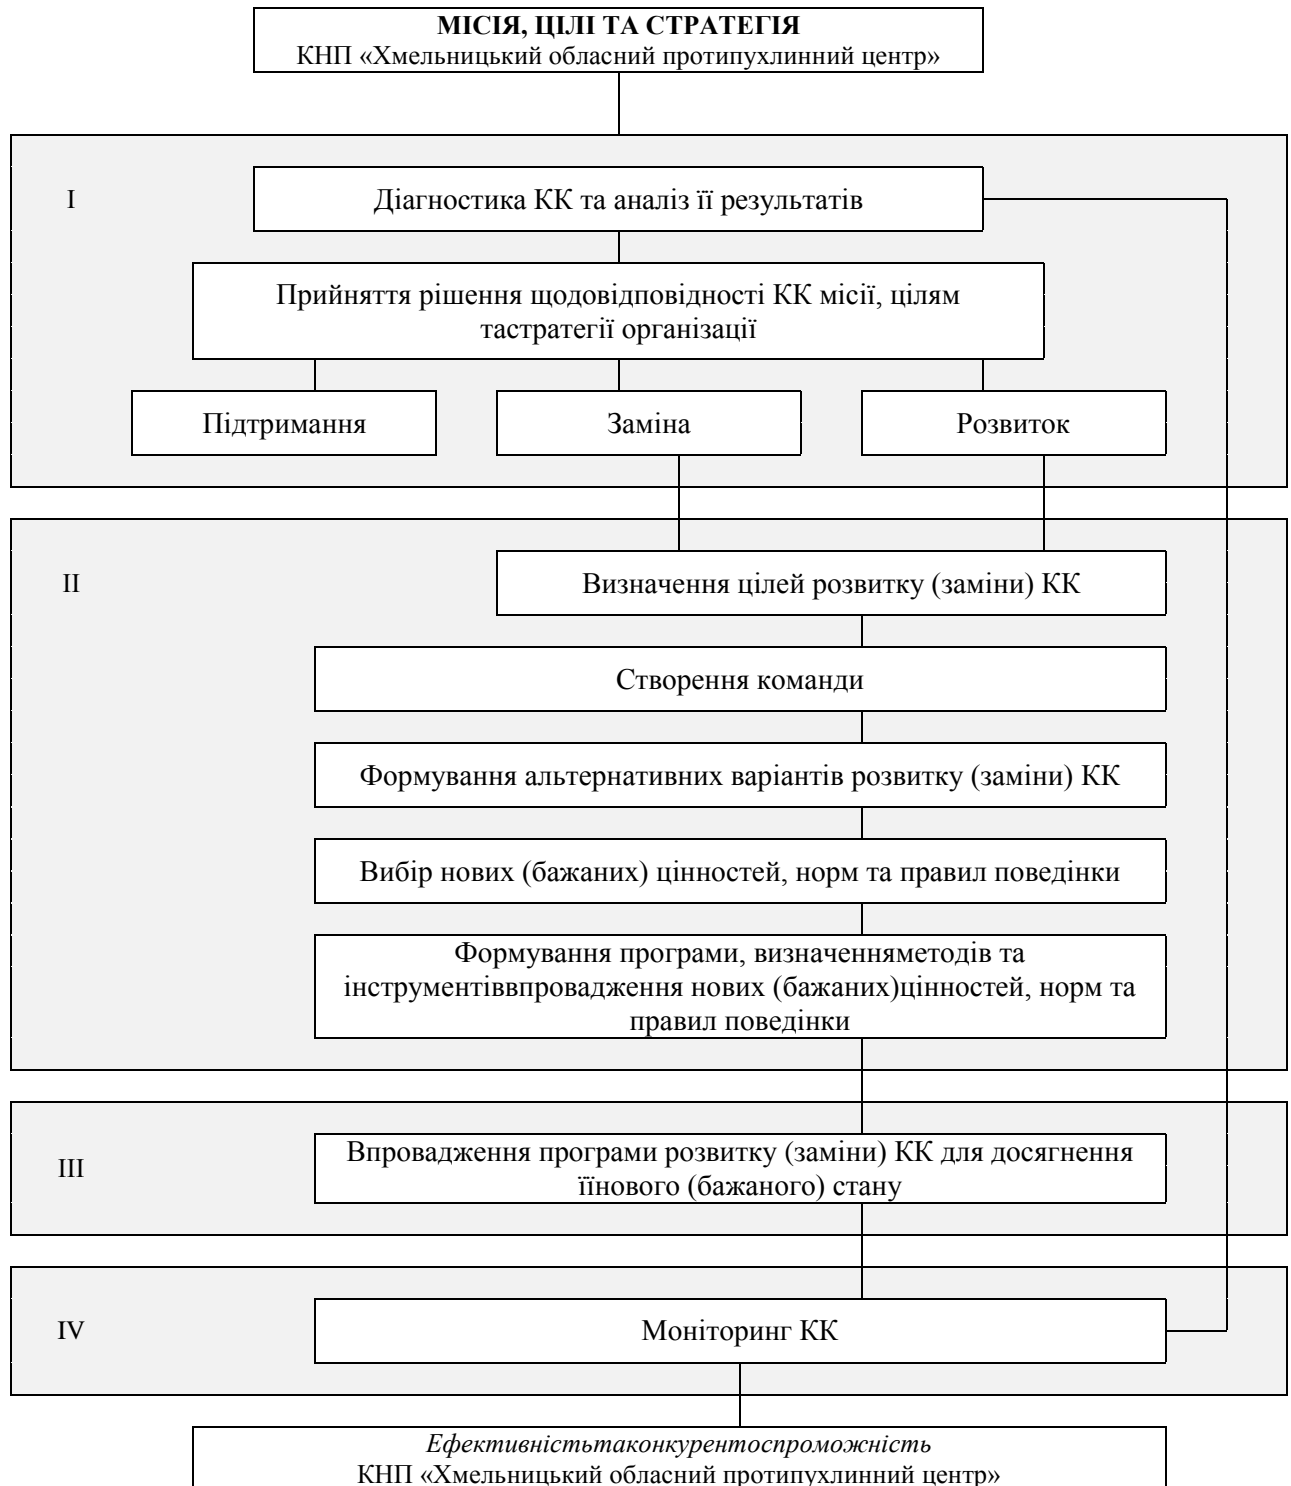 МІСІЯ, ЦІЛІ ТА СТРАТЕГІЯ
КНП «Хмельницький обласний протипухлинний центр»
I
Діагностика КК та аналіз її результатів
Прийняття рішення щодовідповідності КК місії, цілям
тастратегії організації
Підтримання
Заміна
Розвиток
II
Визначення цілей розвитку (заміни) КК
Створення команди
Формування альтернативних варіантів розвитку (заміни) КК
Вибір нових (бажаних) цінностей, норм та правил поведінки
Формування програми, визначенняметодів та
інструментіввпровадження нових (бажаних)цінностей, норм та
правил поведінки
III
Впровадження програми розвитку (заміни) КК для досягнення
їїнового (бажаного) стану
IV
Моніторинг КК
Ефективністьтаконкурентоспроможність
КНП «Хмельницький обласний протипухлинний центр»